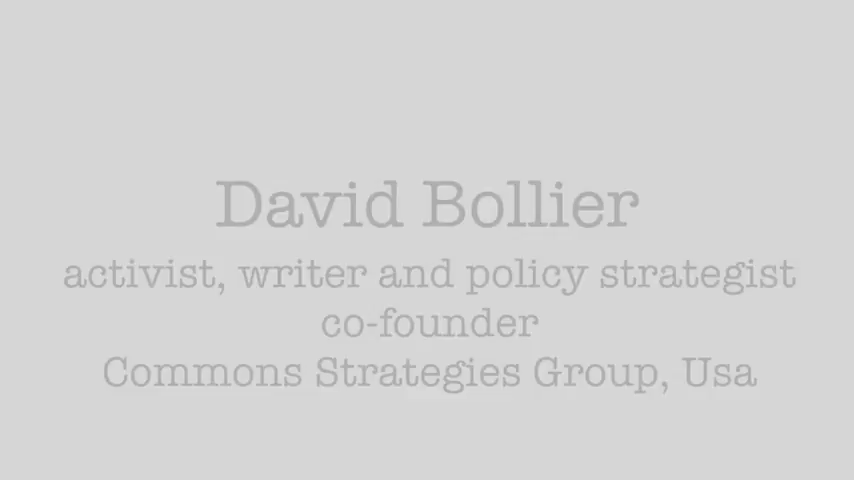 David Bollier
activist, writer and policy strategist
co-founder
Commons Strategies Group, Usa